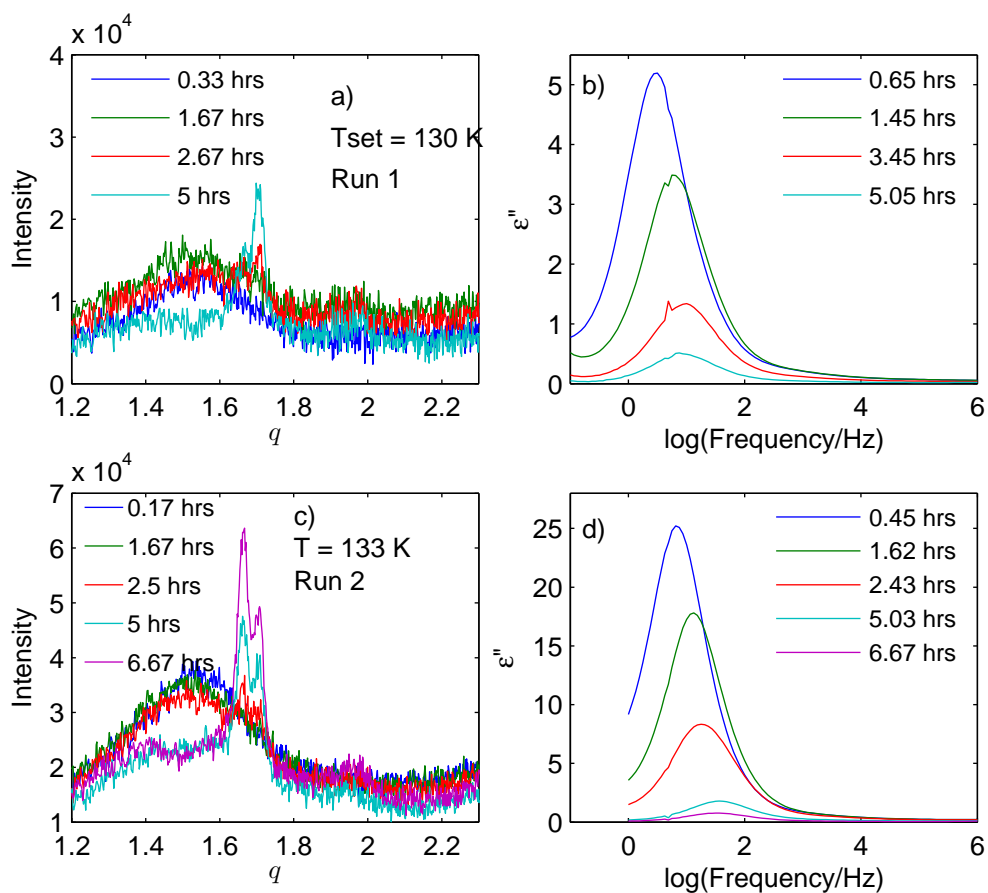 x 10^4
4
3
2
1
0
Intensity
0.33 hrs
1.67 hrs
2.67 hrs
5 hrs
a)
Tset = 130 K
Run 1
1.2 1.4 1.6 1.8 2 2.2
q
5
4
3
2
1
0
ε"
b)
0.65 hrs
1.45 hrs
3.45 hrs
5.05 hrs
0 2 4 6
log(Frequency/Hz)
x 10^4
7
6
5
4
3
2
1
Intensity
0.17 hrs
1.67 hrs
2.5 hrs
5 hrs
6.67 hrs
c)
T = 133 K
Run 2
1.2 1.4 1.6 1.8 2 2.2
q
25
20
15
10
5
0
ε"
d)
0.45 hrs
1.62 hrs
2.43 hrs
5.03 hrs
6.67 hrs
0 2 4 6
log(Frequency/Hz)